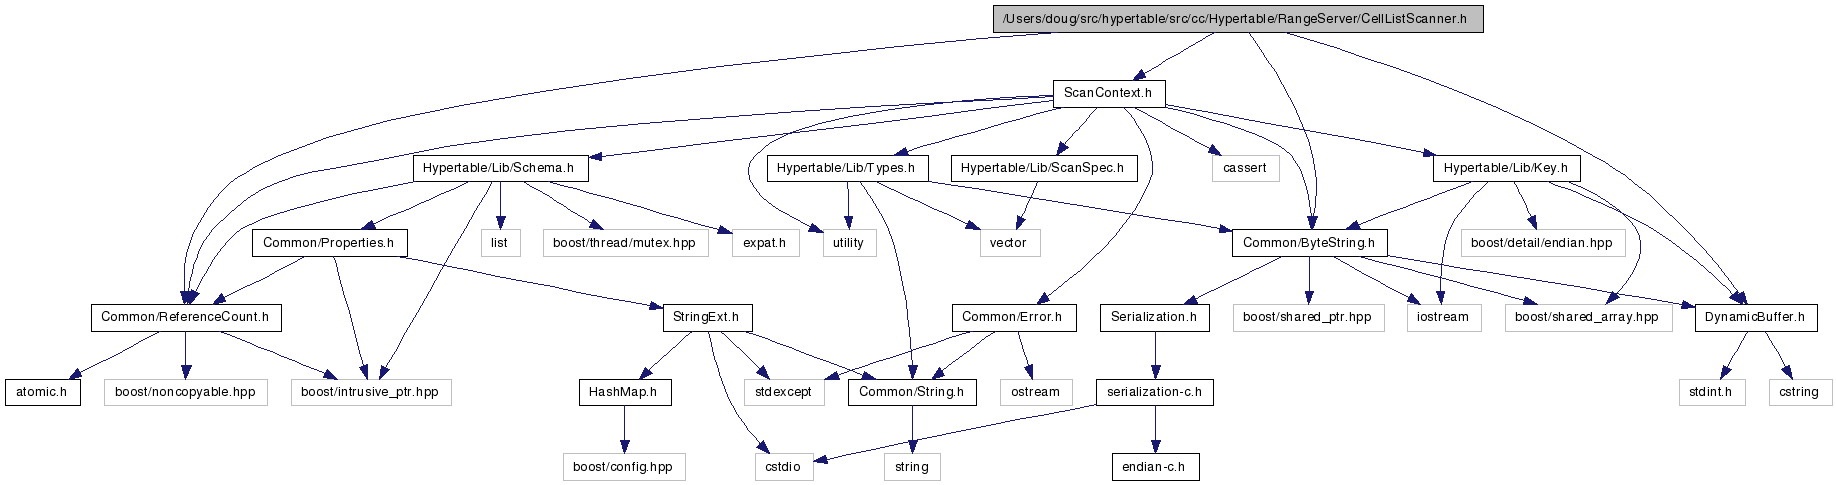 /Users/doug/src/hypertable/src/cc/Hypertable/RangeServer/CellListScanner.h
ScanContext.h
Hypertable/Lib/Schema.h
Hypertable/Lib/Types.h
Hypertable/Lib/ScanSpec.h
cassert
Hypertable/Lib/Key.h
Common/Properties.h
list
boost/thread/mutex.hpp
expat.h
utility
vector
Common/ByteString.h
boost/detail/endian.hpp
Common/ReferenceCount.h
StringExt.h
Common/Error.h
Serialization.h
boost/shared_ptr.hpp
iostream
boost/shared_array.hpp
DynamicBuffer.h
atomic.h
boost/noncopyable.hpp
boost/intrusive_ptr.hpp
HashMap.h
stdexcept
Common/String.h
ostream
serialization-c.h
stdint.h
cstring
boost/config.hpp
cstdio
string
endian-c.h